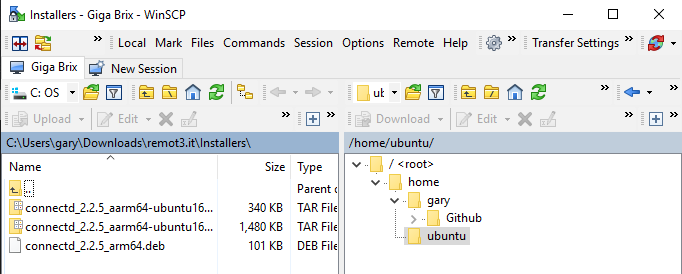 Installers - Giga Brix - WinSCP
» Local Mark Files Commands Session Options Remote Help » Transfer Settings »
Giga Brix New Session
C: OS » ub »
Upload Edit » Download Edit »
C:\Users\gary\Downloads\remot3.it\Installers\ /home/ubuntu/
Name Size Type
.. Parent d
connectd_2.2.5_aarm64-ubuntu16... 340 KB TAR File
connectd_2.2.5_aarm64-ubuntu16... 1,480 KB TAR File
connectd_2.2.5_arm64.deb 101 KB DEB File
/ <root>
home
gary
Github
ubuntu